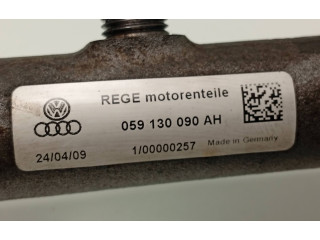 REGE motorenteile
059 130 090 AH
24/04/09 1/00000257 Made in Germany